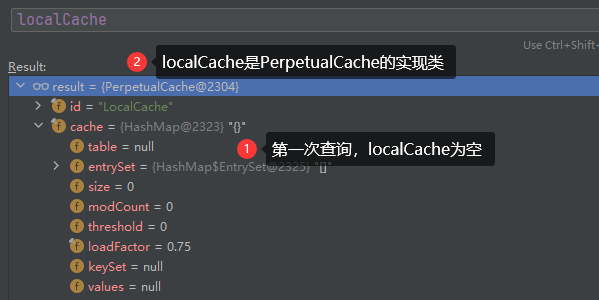 localCache
Use Ctrl+Shift+
Result:
2 localCache是PerpetualCache的实现类
result = {PerpetualCache@2304}
id = "LocalCache"
cache = {HashMap@2323} "{}"
table = null
1 第一次查询，localCache为空
entrySet = {HashMap$EntrySet@2325} "[]"
size = 0
modCount = 0
threshold = 0
loadFactor = 0.75
keySet = null
values = null